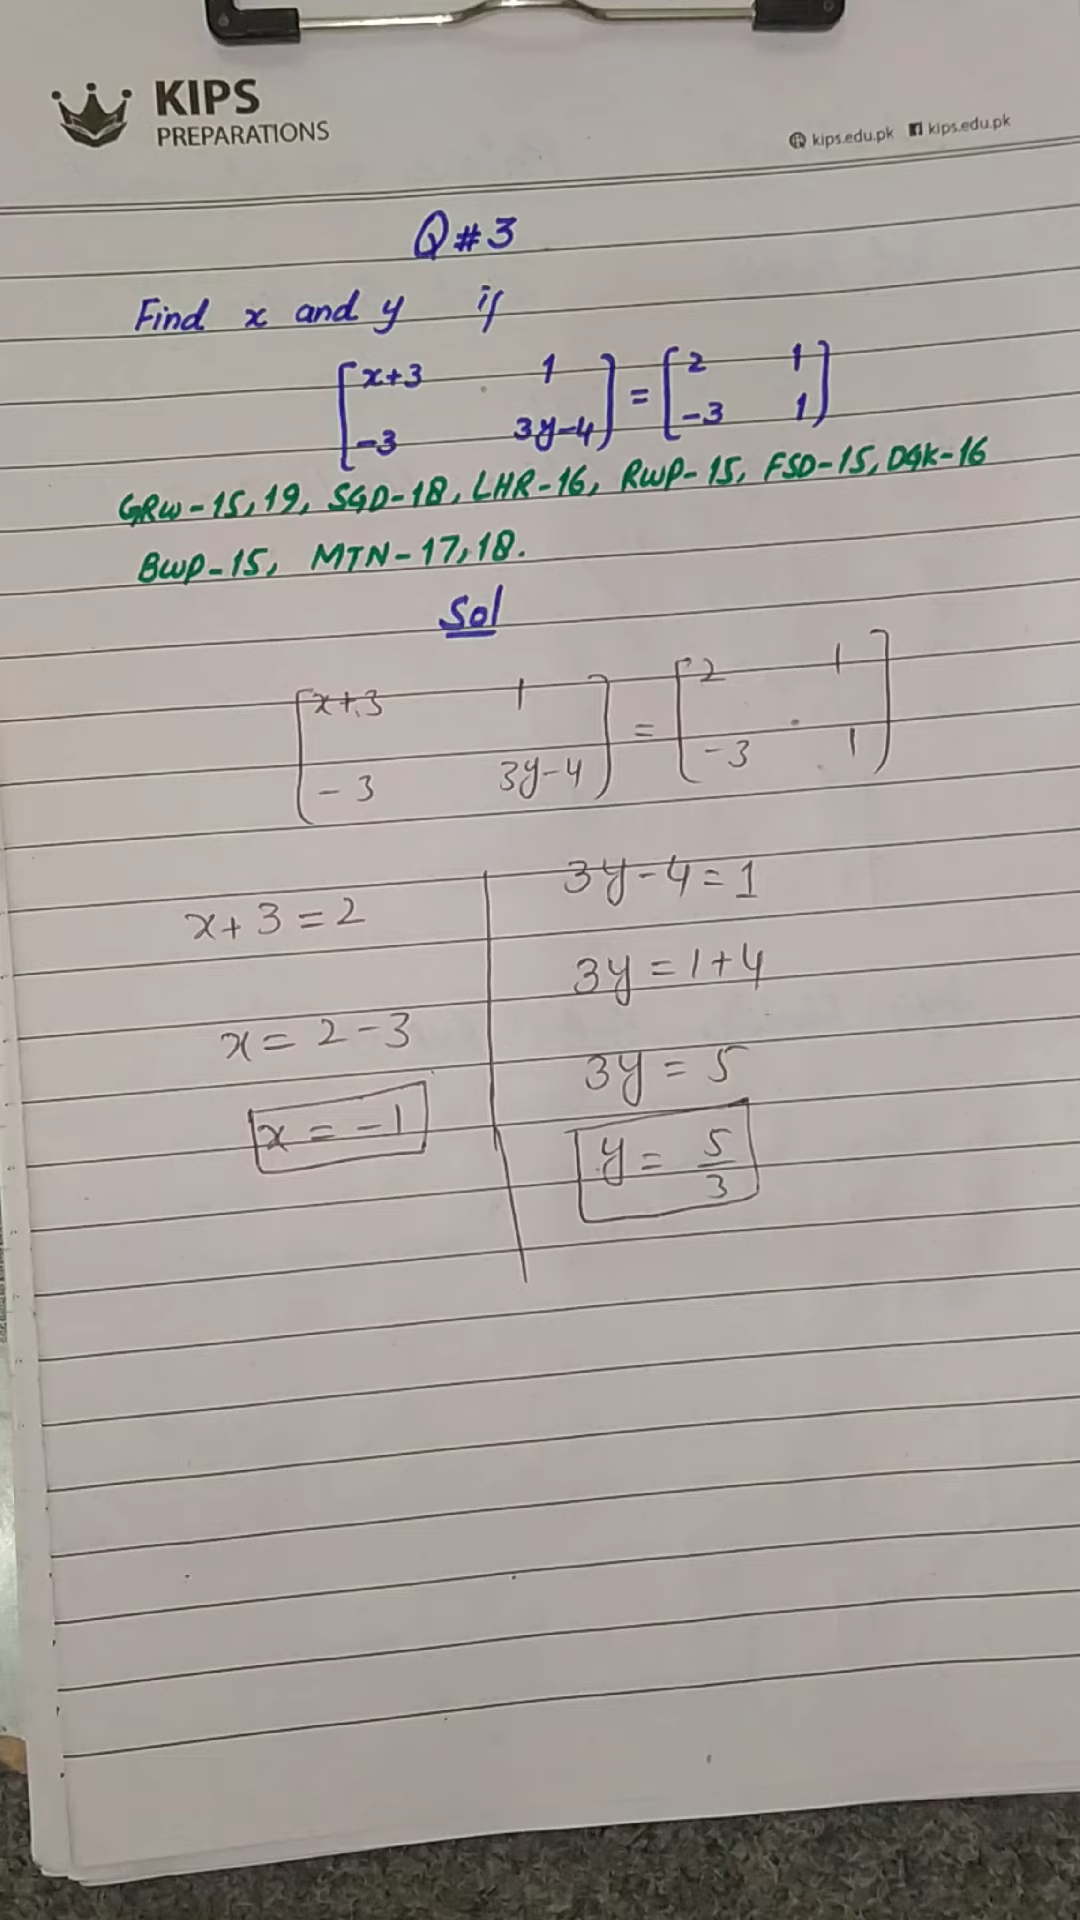 KIPS
PREPARATIONS
kips.edu.pk kips.edu.pk
Q#3
Find x and y if
[x+3 1] = [2 1]
[-3 3y-4] [-3 1]
GRW-15,19, SGD-18, LHR-16, RWP-15, FSD-15, DGK-16
BWP-15, MTN-17,18.
Sol
[x+3 1] = [2 1]
[-3 3y-4] [-3 1]
x+3=2
x=2-3
x=-1
3y-4=1
3y=1+4
3y=5
y=5/3